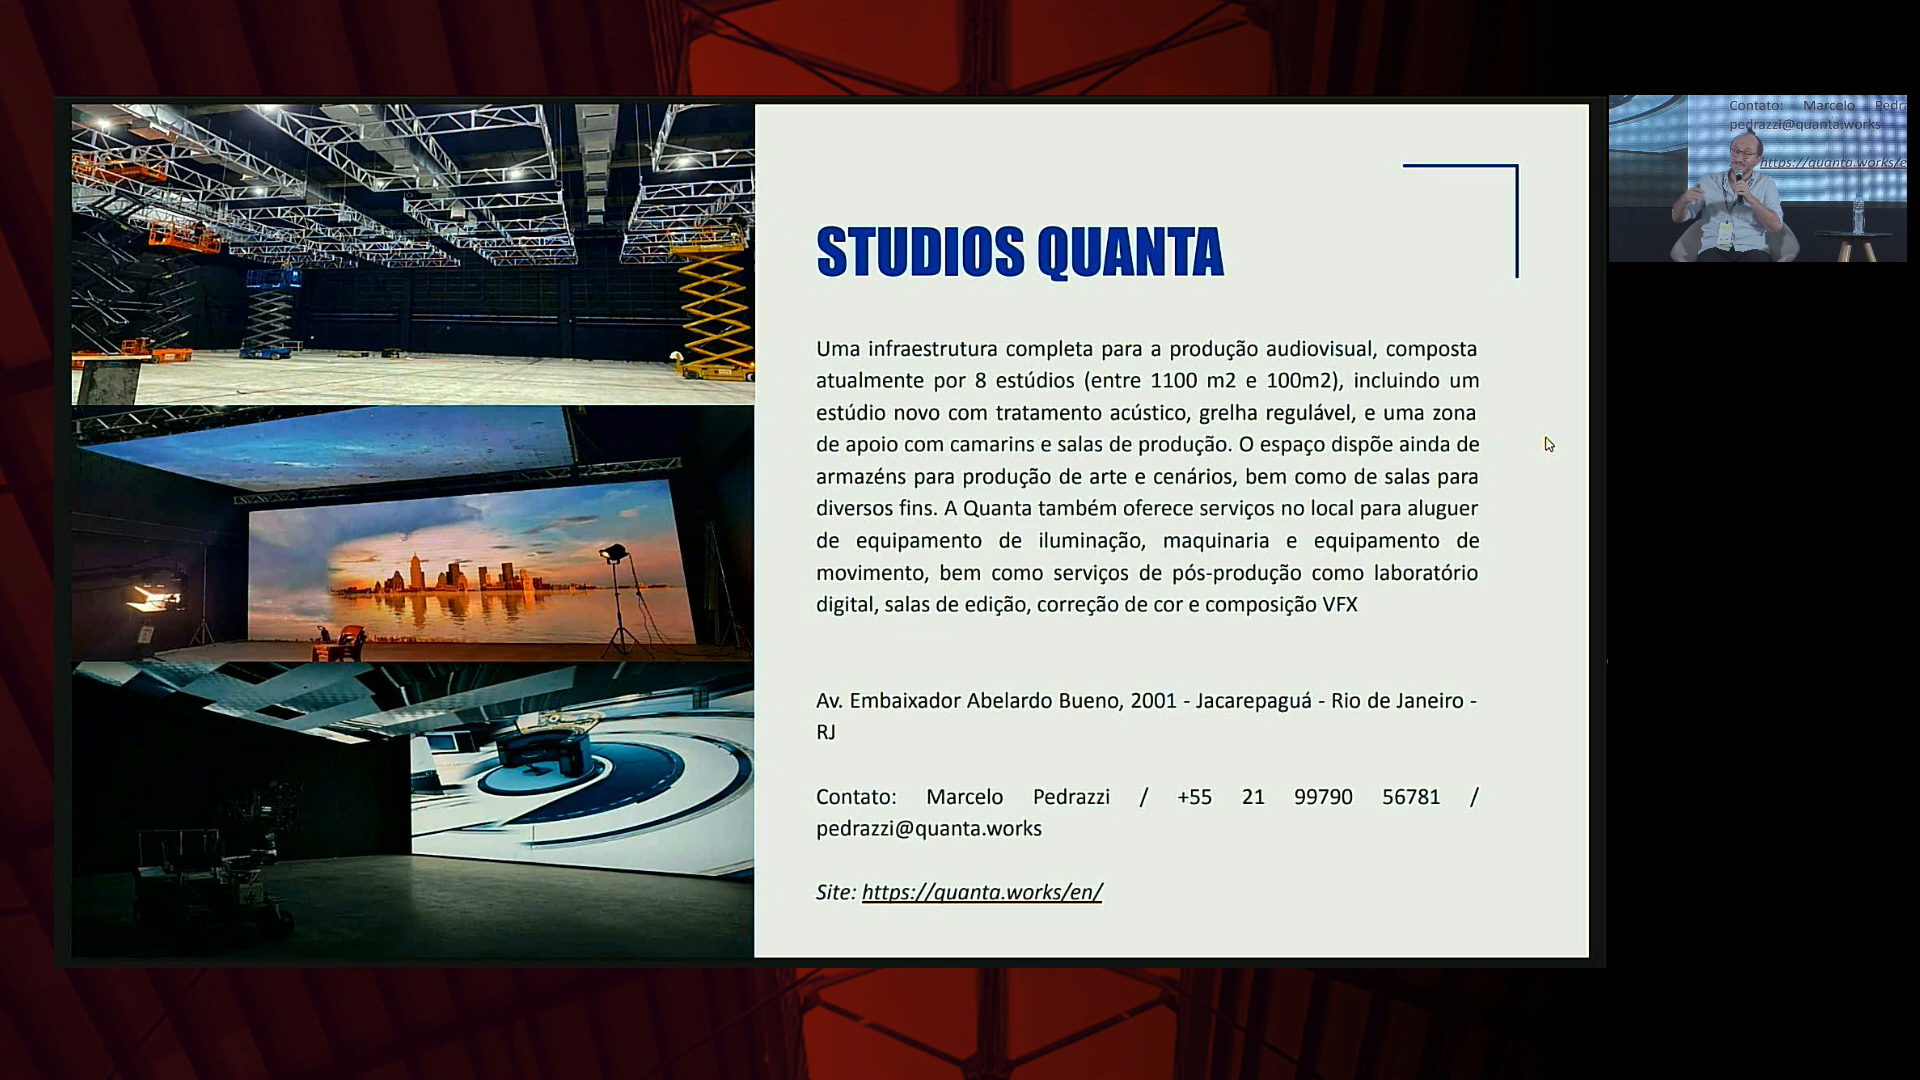 STUDIOS QUANTA
Uma infraestrutura completa para a produção audiovisual, composta
atualmente por 8 estúdios (entre 1100 m2 e 100m2), incluindo um
estúdio novo com tratamento acústico, grelha regulável, e uma zona
de apoio com camarins e salas de produção. O espaço dispõe ainda de
armazéns para produção de arte e cenários, bem como de salas para
diversos fins. A Quanta também oferece serviços no local para aluguer
de equipamento de iluminação, maquinaria e equipamento de
movimento, bem como serviços de pós-produção como laboratório
digital, salas de edição, correção de cor e composição VFX
Av. Embaixador Abelardo Bueno, 2001 - Jacarepaguá - Rio de Janeiro -
RJ
Contato: Marcelo Pedrazzi / +55 21 99790 56781 /
pedrazzi@quanta.works
Site: https://quanta.works/en/
Contato: Marcelo Pedra
pedrazzi@quanta.works
https://quanta.works/e